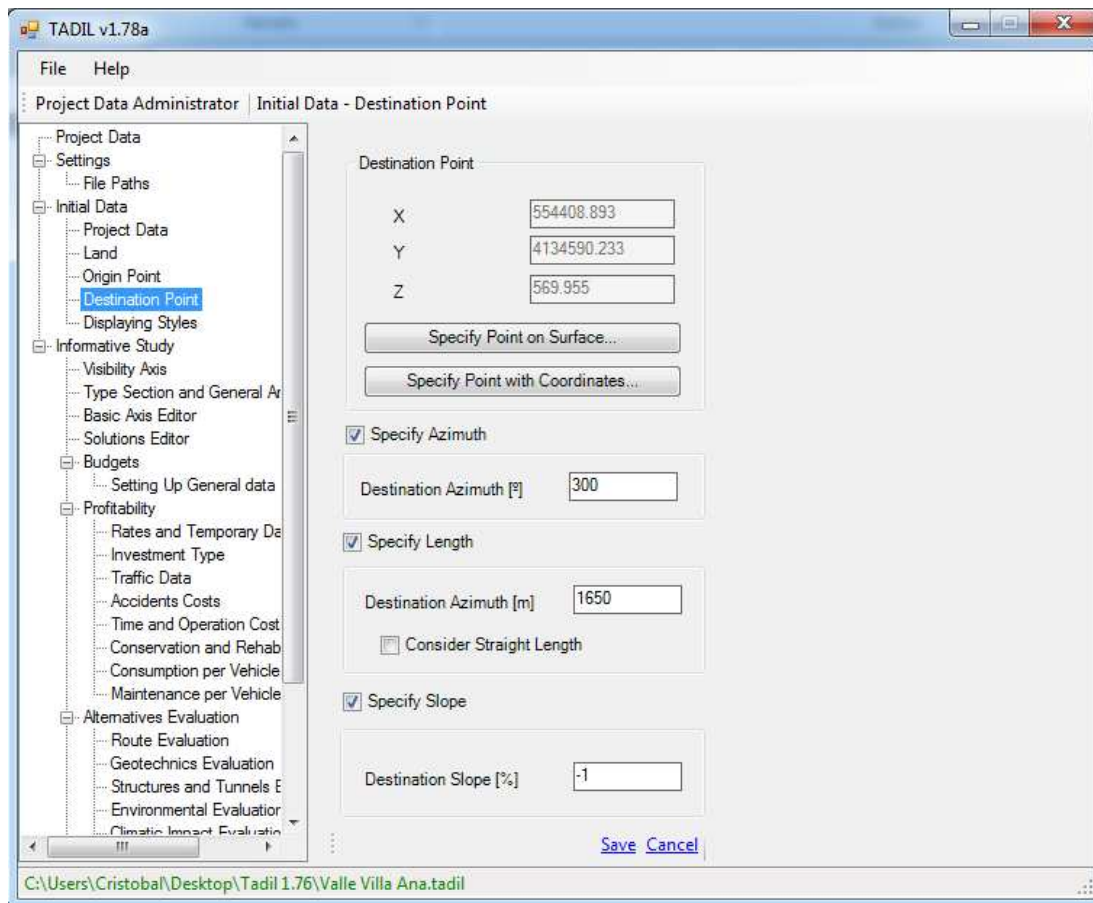 TADIL v1.78a
File Help
Project Data Administrator Initial Data - Destination Point
Project Data
Settings
File Paths
Initial Data
Project Data
Land
Origin Point
Destination Point
Displaying Styles
Informative Study
Visibility Axis
Type Section and General Ar
Basic Axis Editor
Solutions Editor
Budgets
Setting Up General data
Profitability
Rates and Temporary Da
Investment Type
Traffic Data
Accidents Costs
Time and Operation Cost
Conservation and Rehab
Consumption per Vehicle
Maintenance per Vehicle
Alternatives Evaluation
Route Evaluation
Geotechnics Evaluation
Structures and Tunnels E
Environmental Evaluation
Climatic Impact Evaluatio
Destination Point
X 554408.893
Y 4134590.233
Z 569.955
Specify Point on Surface...
Specify Point with Coordinates...
Specify Azimuth
Destination Azimuth [º] 300
Specify Length
Destination Azimuth [m] 1650
Consider Straight Length
Specify Slope
Destination Slope [%] -1
Save Cancel
C:\Users\Cristobal\Desktop\Tadil 1.76\Valle Villa Ana.tadil